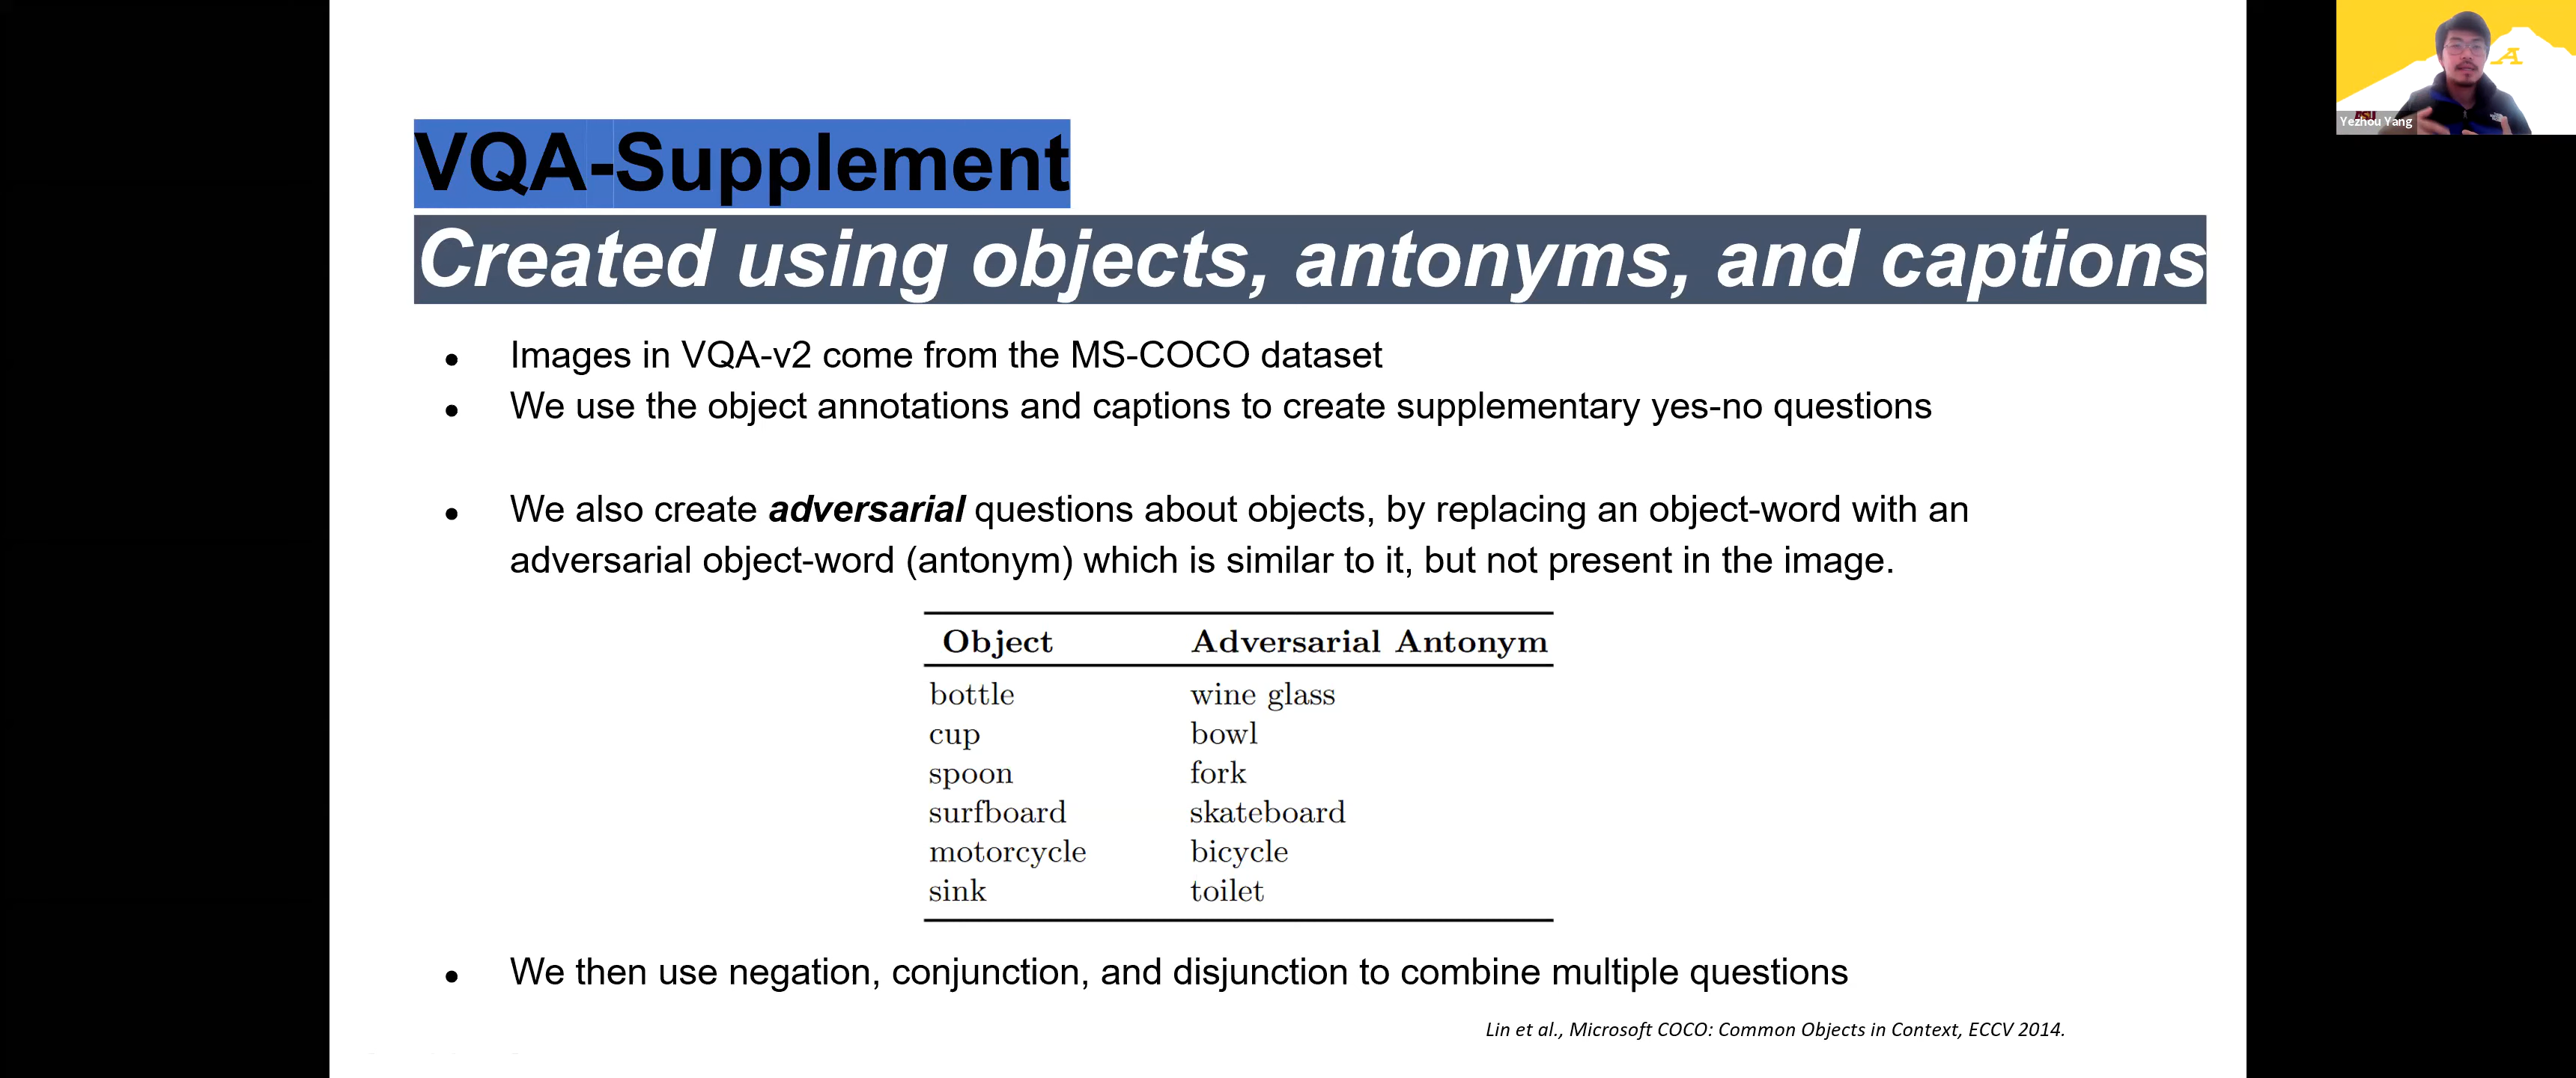 VQA-Supplement
Created using objects, antonyms, and captions
● Images in VQA-v2 come from the MS-COCO dataset
● We use the object annotations and captions to create supplementary yes-no questions
● We also create adversarial questions about objects, by replacing an object-word with an
adversarial object-word (antonym) which is similar to it, but not present in the image.
Object Adversarial Antonym
bottle wine glass
cup bowl
spoon fork
surfboard skateboard
motorcycle bicycle
sink toilet
● We then use negation, conjunction, and disjunction to combine multiple questions
Lin et al., Microsoft COCO: Common Objects in Context, ECCV 2014.
A
Yezhou Yang